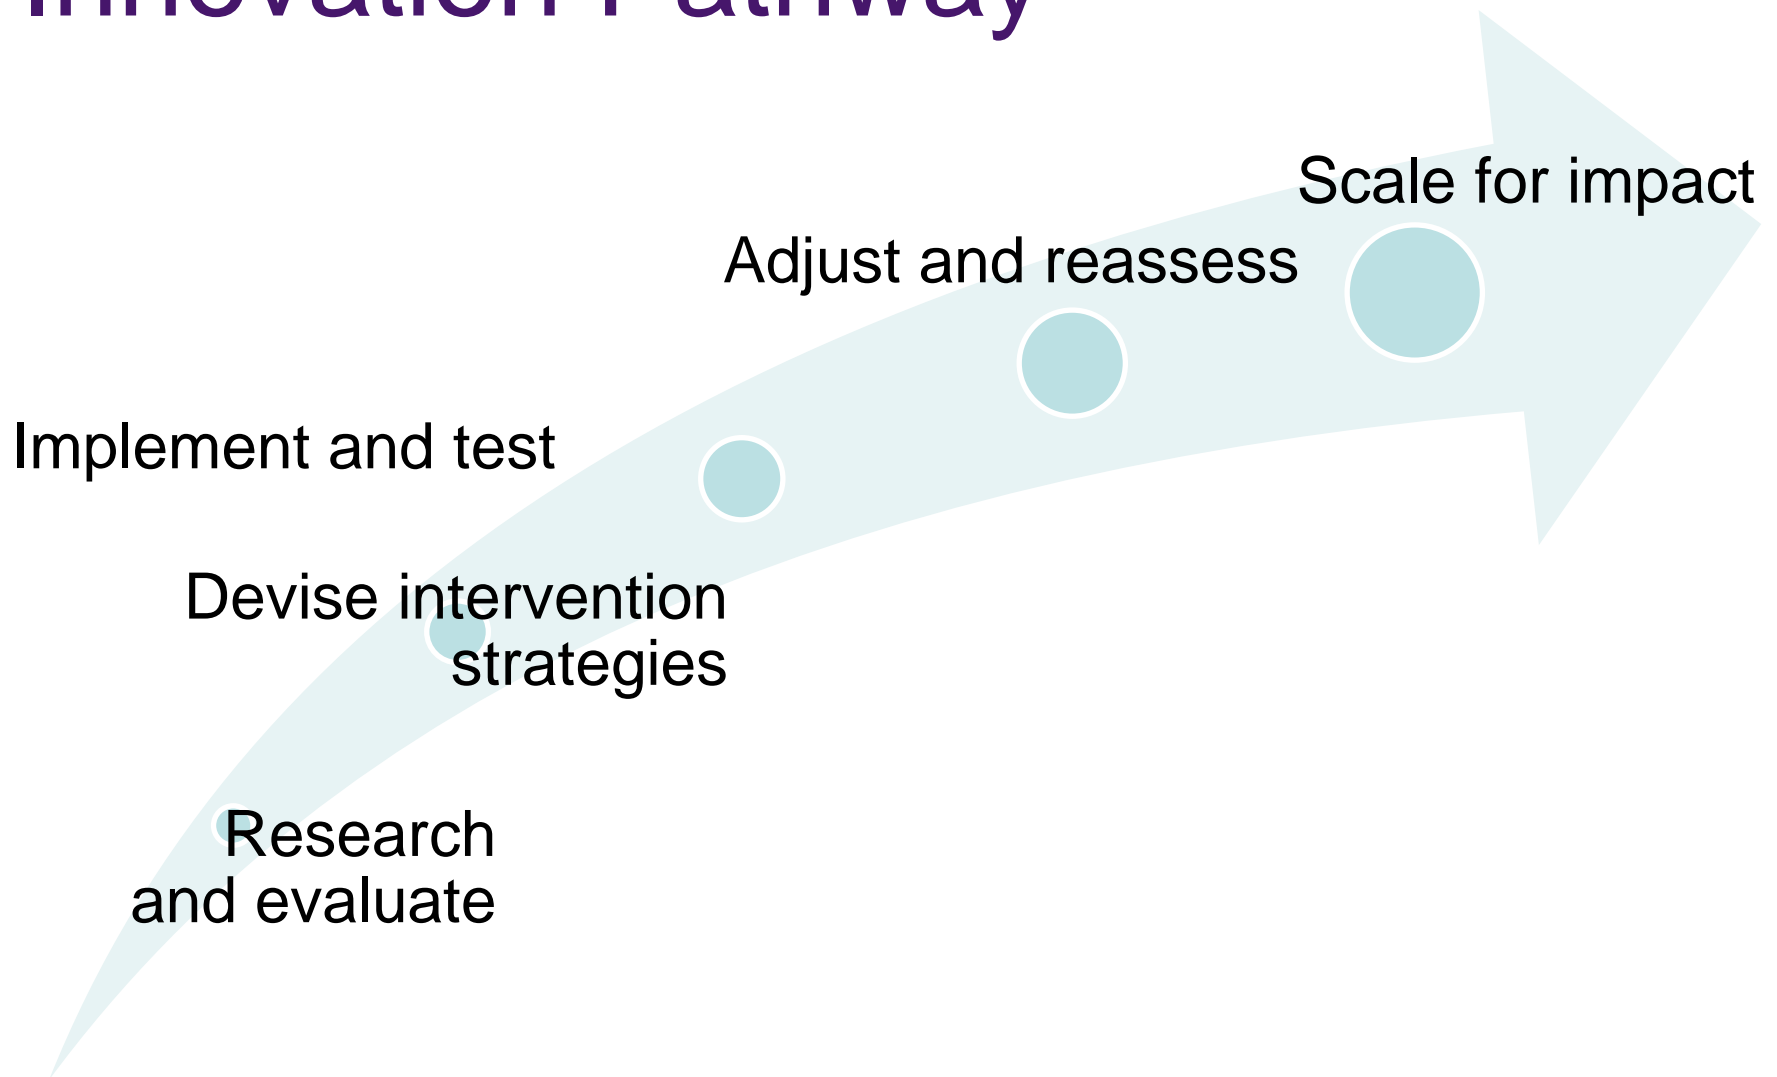 Innovation Pathway
Scale for impact
Adjust and reassess
Implement and test
Devise intervention
strategies
Research
and evaluate